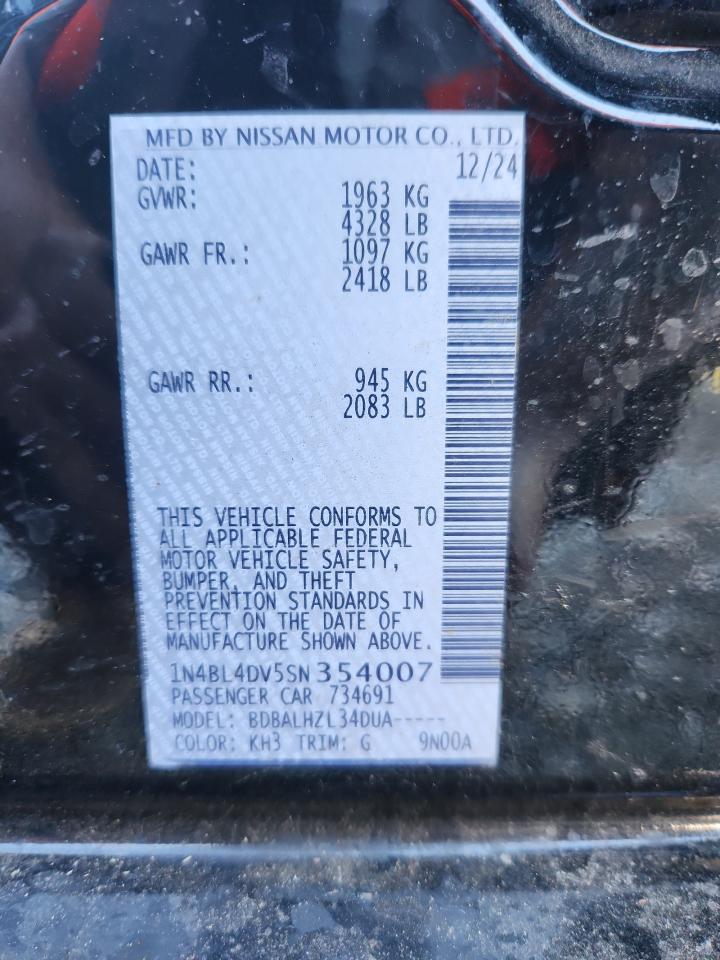 MFD BY NISSAN MOTOR CO., LTD.
DATE: 12/24
GVWR: 1963 KG
4328 LB
GAWR FR.: 1097 KG
2418 LB
GAWR RR.: 945 KG
2083 LB
THIS VEHICLE CONFORMS TO
ALL APPLICABLE FEDERAL
MOTOR VEHICLE SAFETY,
BUMPER, AND THEFT
PREVENTION STANDARDS IN
EFFECT ON THE DATE OF
MANUFACTURE SHOWN ABOVE.
1N4BL4DV5SN354007
PASSENGER CAR 734691
MODEL: BDBALHZL34DUA-----
COLOR: KH3 TRIM: G 9N00A